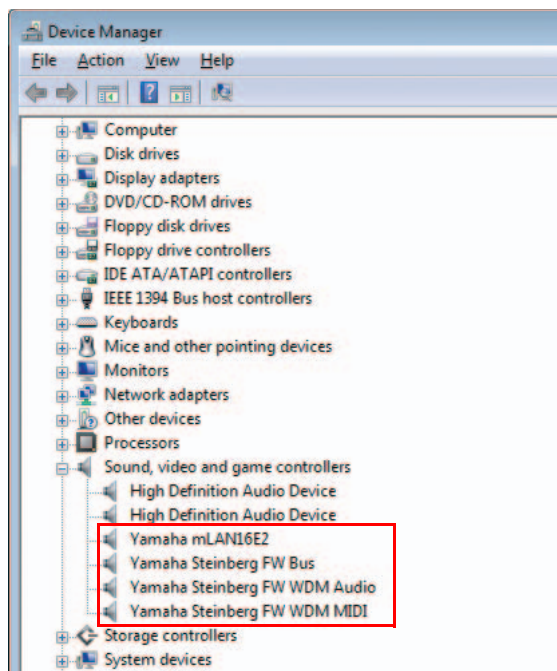 Device Manager
File Action View Help
Computer
Disk drives
Display adapters
DVD/CD-ROM drives
Floppy disk drives
Floppy drive controllers
IDE ATA/ATAPI controllers
IEEE 1394 Bus host controllers
Keyboards
Mice and other pointing devices
Monitors
Network adapters
Other devices
Processors
Sound, video and game controllers
High Definition Audio Device
High Definition Audio Device
Yamaha mLAN16E2
Yamaha Steinberg FW Bus
Yamaha Steinberg FW WDM Audio
Yamaha Steinberg FW WDM MIDI
Storage controllers
System devices